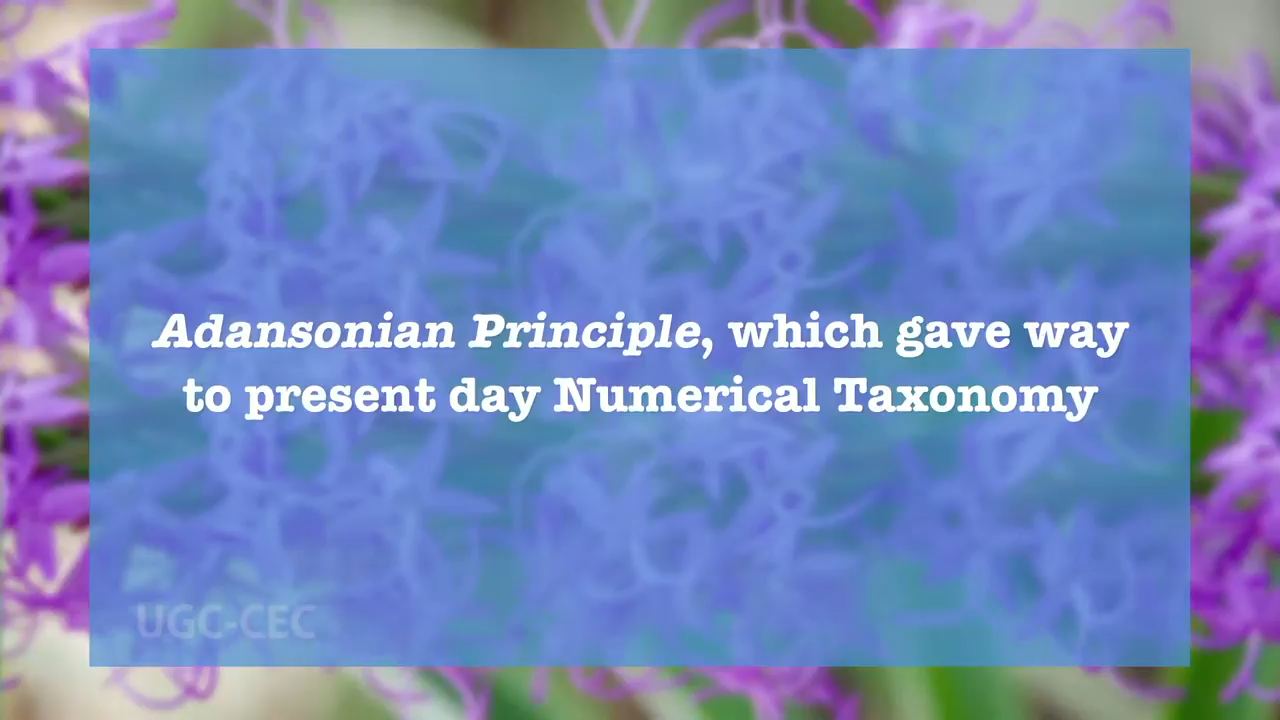 Adansonian Principle, which gave way
to present day Numerical Taxonomy
UGC-CEC